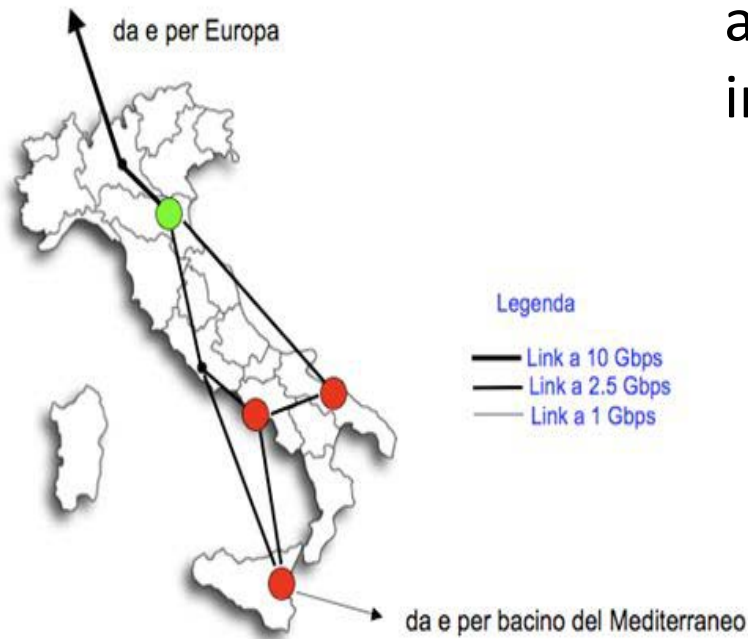 da e per Europa
Legenda
Link a 10 Gbps
Link a 2.5 Gbps
Link a 1 Gbps
da e per bacino del Mediterraneo